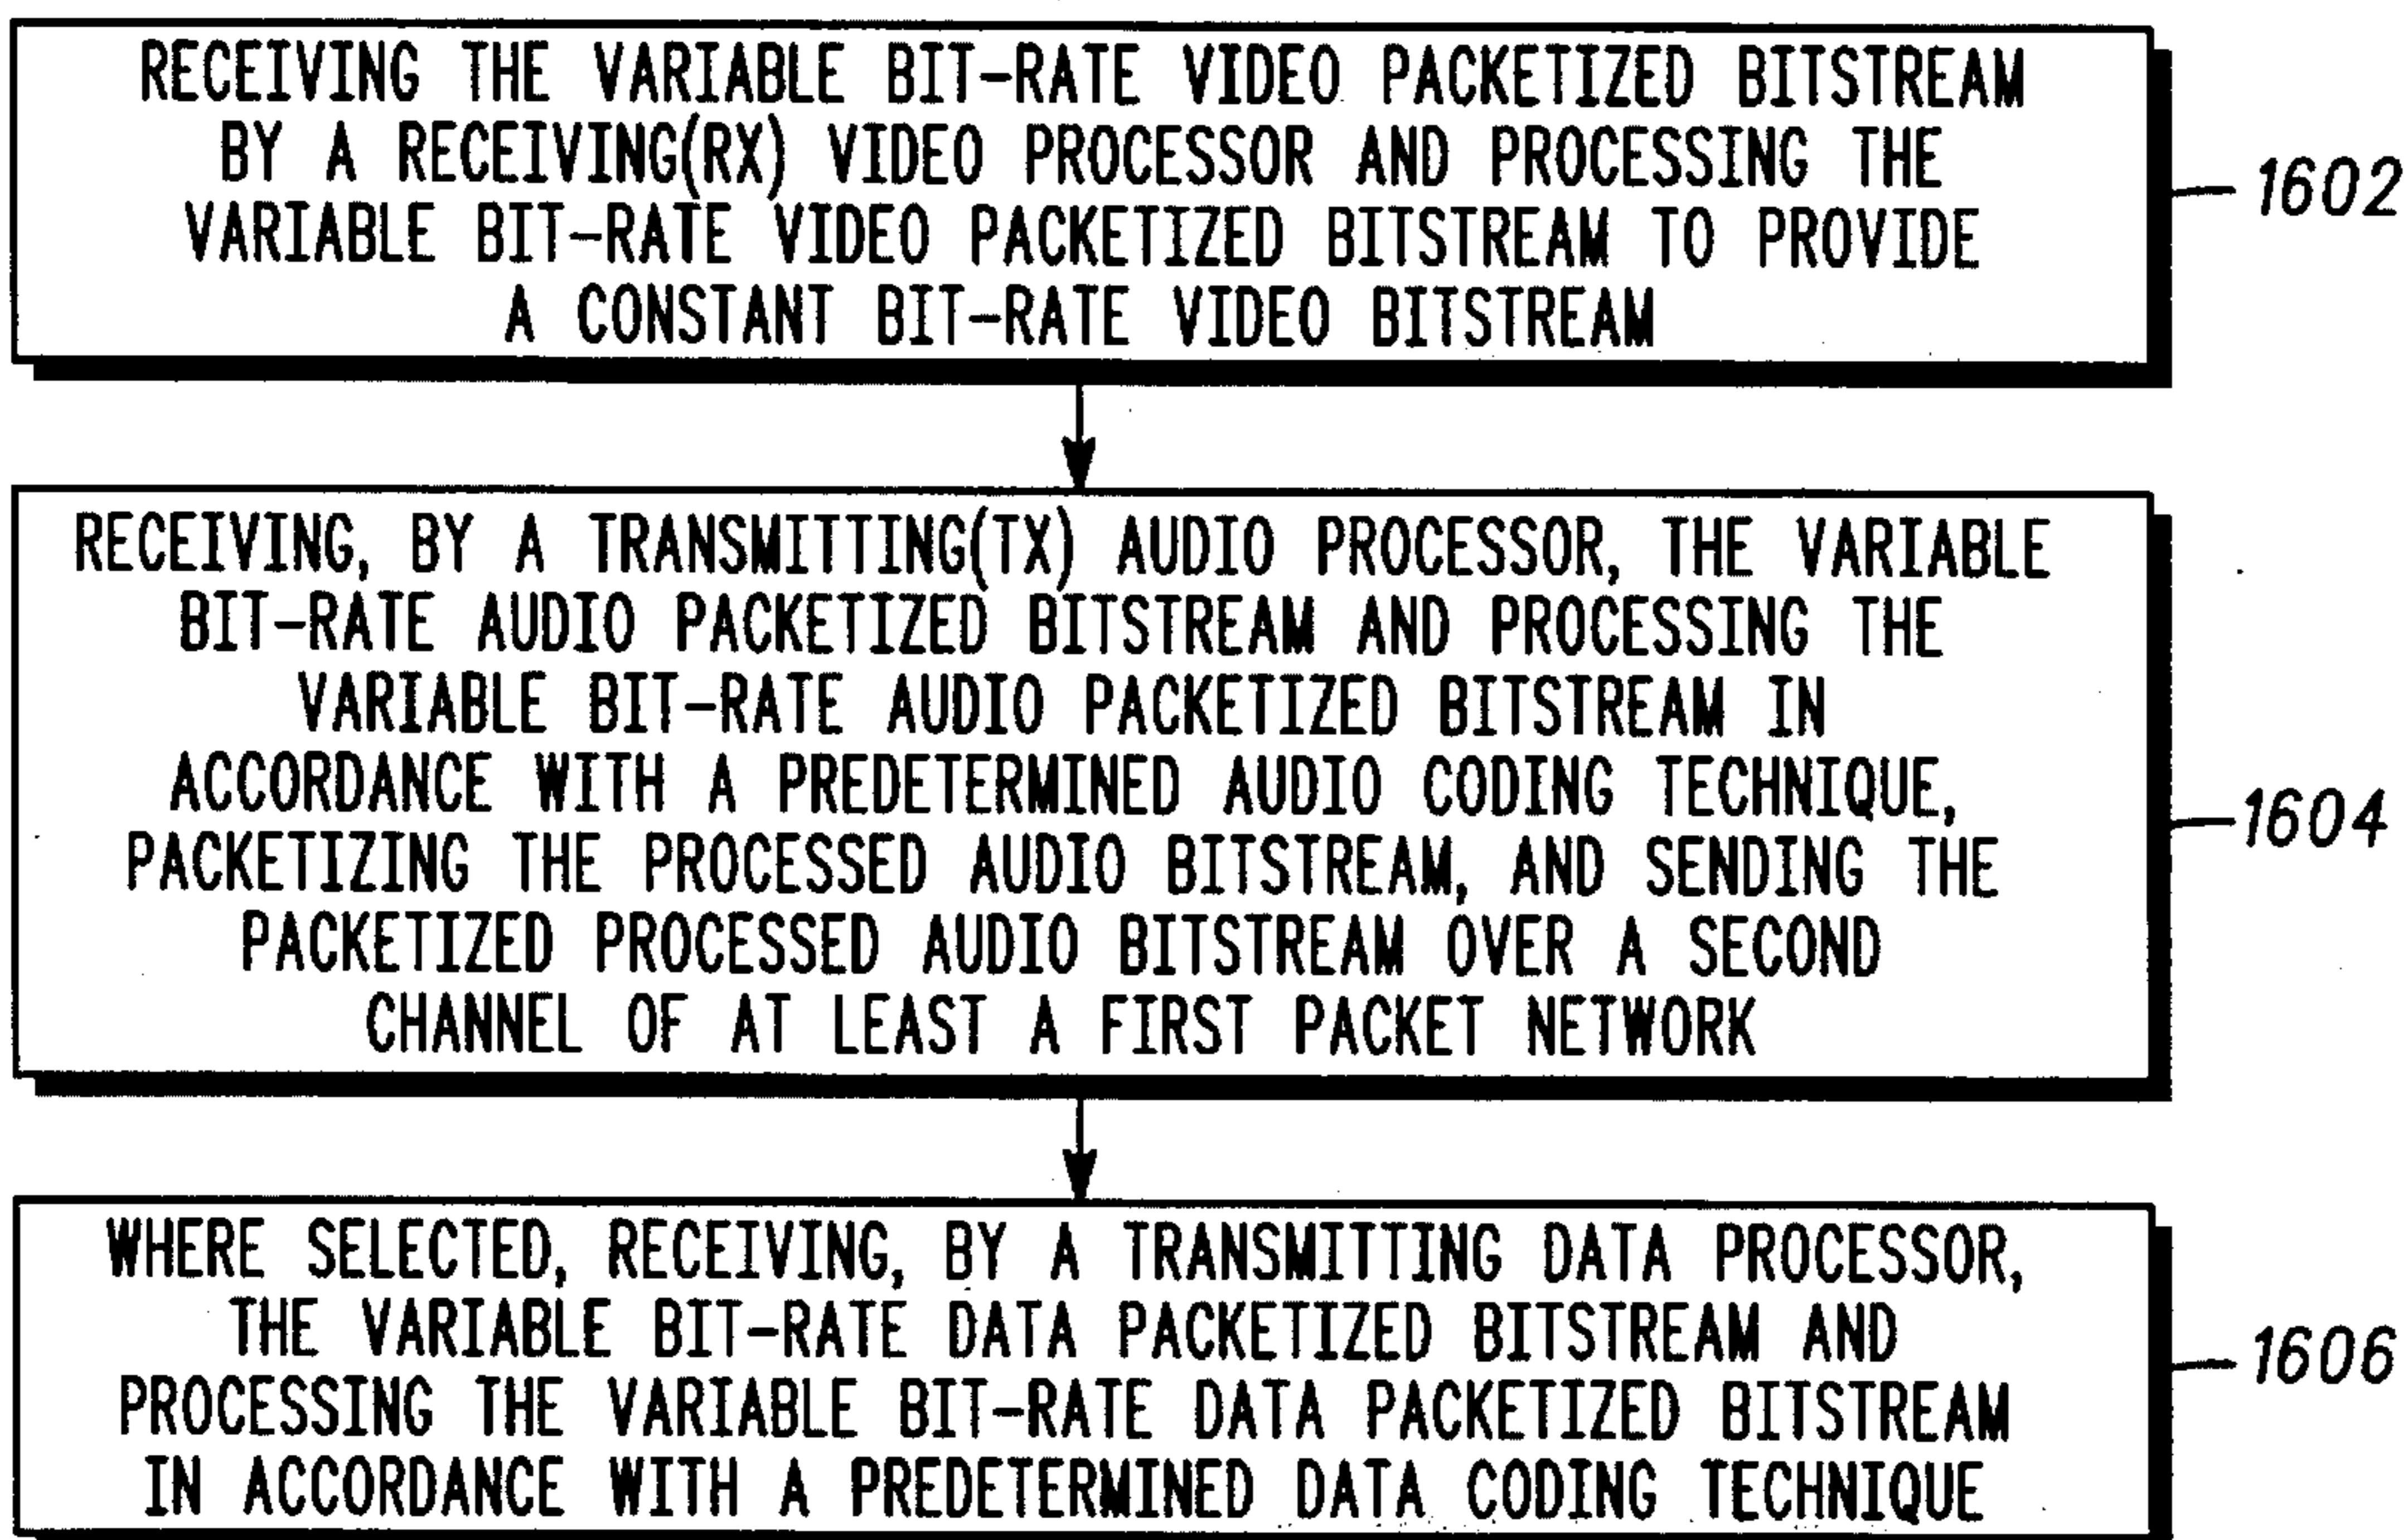 RECEIVING THE VARIABLE BIT-RATE VIDEO PACKETIZED BITSTREAM
BY A RECEIVING(RX) VIDEO PROCESSOR AND PROCESSING THE
VARIABLE BIT-RATE VIDEO PACKETIZED BITSTREAM TO PROVIDE
A CONSTANT BIT-RATE VIDEO BITSTREAM
1602
RECEIVING, BY A TRANSMITTING(TX) AUDIO PROCESSOR, THE VARIABLE
BIT-RATE AUDIO PACKETIZED BITSTREAM AND PROCESSING THE
VARIABLE BIT-RATE AUDIO PACKETIZED BITSTREAM IN
ACCORDANCE WITH A PREDETERMINED AUDIO CODING TECHNIQUE,
PACKETIZING THE PROCESSED AUDIO BITSTREAM, AND SENDING THE
PACKETIZED PROCESSED AUDIO BITSTREAM OVER A SECOND
CHANNEL OF AT LEAST A FIRST PACKET NETWORK
1604
WHERE SELECTED, RECEIVING, BY A TRANSMITTING DATA PROCESSOR,
THE VARIABLE BIT-RATE DATA PACKETIZED BITSTREAM AND
PROCESSING THE VARIABLE BIT-RATE DATA PACKETIZED BITSTREAM
IN ACCORDANCE WITH A PREDETERMINED DATA CODING TECHNIQUE
1606